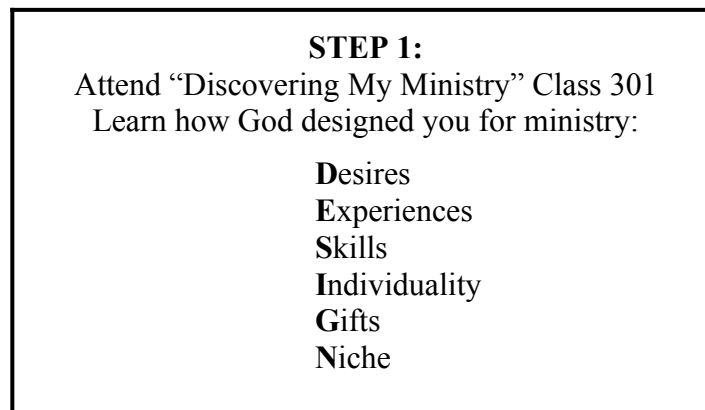 STEP 1:
Attend “Discovering My Ministry” Class 301
Learn how God designed you for ministry:
Desires
Experiences
Skills
Individuality
Gifts
Niche